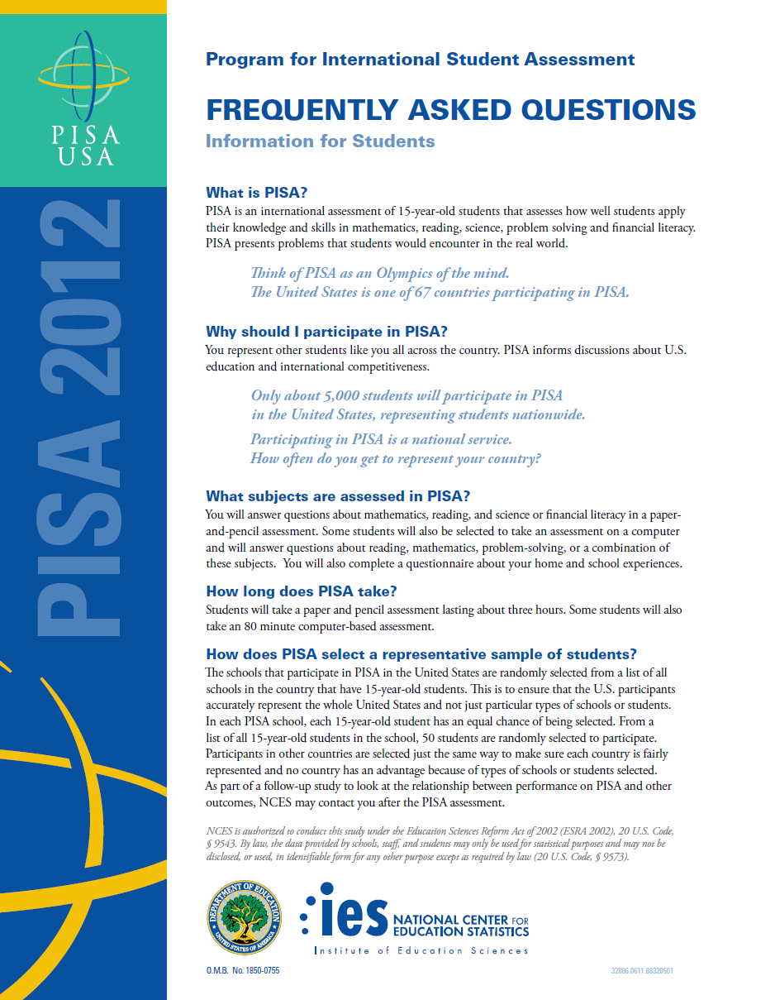 PISA
USA
PISA 2012
Program for International Student Assessment
FREQUENTLY ASKED QUESTIONS
Information for Students
What is PISA?
PISA is an international assessment of 15-year-old students that assesses how well students apply
their knowledge and skills in mathematics, reading, science, problem solving and financial literacy.
PISA presents problems that students would encounter in the real world.
Think of PISA as an Olympics of the mind.
The United States is one of 67 countries participating in PISA.
Why should I participate in PISA?
You represent other students like you all across the country. PISA informs discussions about U.S.
education and international competitiveness.
Only about 5,000 students will participate in PISA
in the United States, representing students nationwide.
Participating in PISA is a national service.
How often do you get to represent your country?
What subjects are assessed in PISA?
You will answer questions about mathematics, reading, and science or financial literacy in a paper-
and-pencil assessment. Some students will also be selected to take an assessment on a computer
and will answer questions about reading, mathematics, problem-solving, or a combination of
these subjects.  You will also complete a questionnaire about your home and school experiences.
How long does PISA take?
Students will take a paper and pencil assessment lasting about three hours. Some students will also
take an 80 minute computer-based assessment.
How does PISA select a representative sample of students?
The schools that participate in PISA in the United States are randomly selected from a list of all
schools in the country that have 15-year-old students. This is to ensure that the U.S. participants
accurately represent the whole United States and not just particular types of schools or students.
In each PISA school, each 15-year-old student has an equal chance of being selected. From a
list of all 15-year-old students in the school, 50 students are randomly selected to participate.
Participants in other countries are selected just the same way to make sure each country is fairly
represented and no country has an advantage because of types of schools or students selected.
As part of a follow-up study to look at the relationship between performance on PISA and other
outcomes, NCES may contact you after the PISA assessment.
NCES is authorized to conduct this study under the Education Sciences Reform Act of 2002 (ESRA 2002), 20 U.S. Code,
§ 9543. By law, the data provided by schools, staff, and students may only be used for statistical purposes and may not be
disclosed, or used, in identifiable form for any other purpose except as required by law (20 U.S. Code, § 9573).
DEPARTMENT OF EDUCATION
UNITED STATES OF AMERICA
ies NATIONAL CENTER FOR
EDUCATION STATISTICS
Institute of Education Sciences
O.M.B. No. 1850-0755
32886.0611.88320501